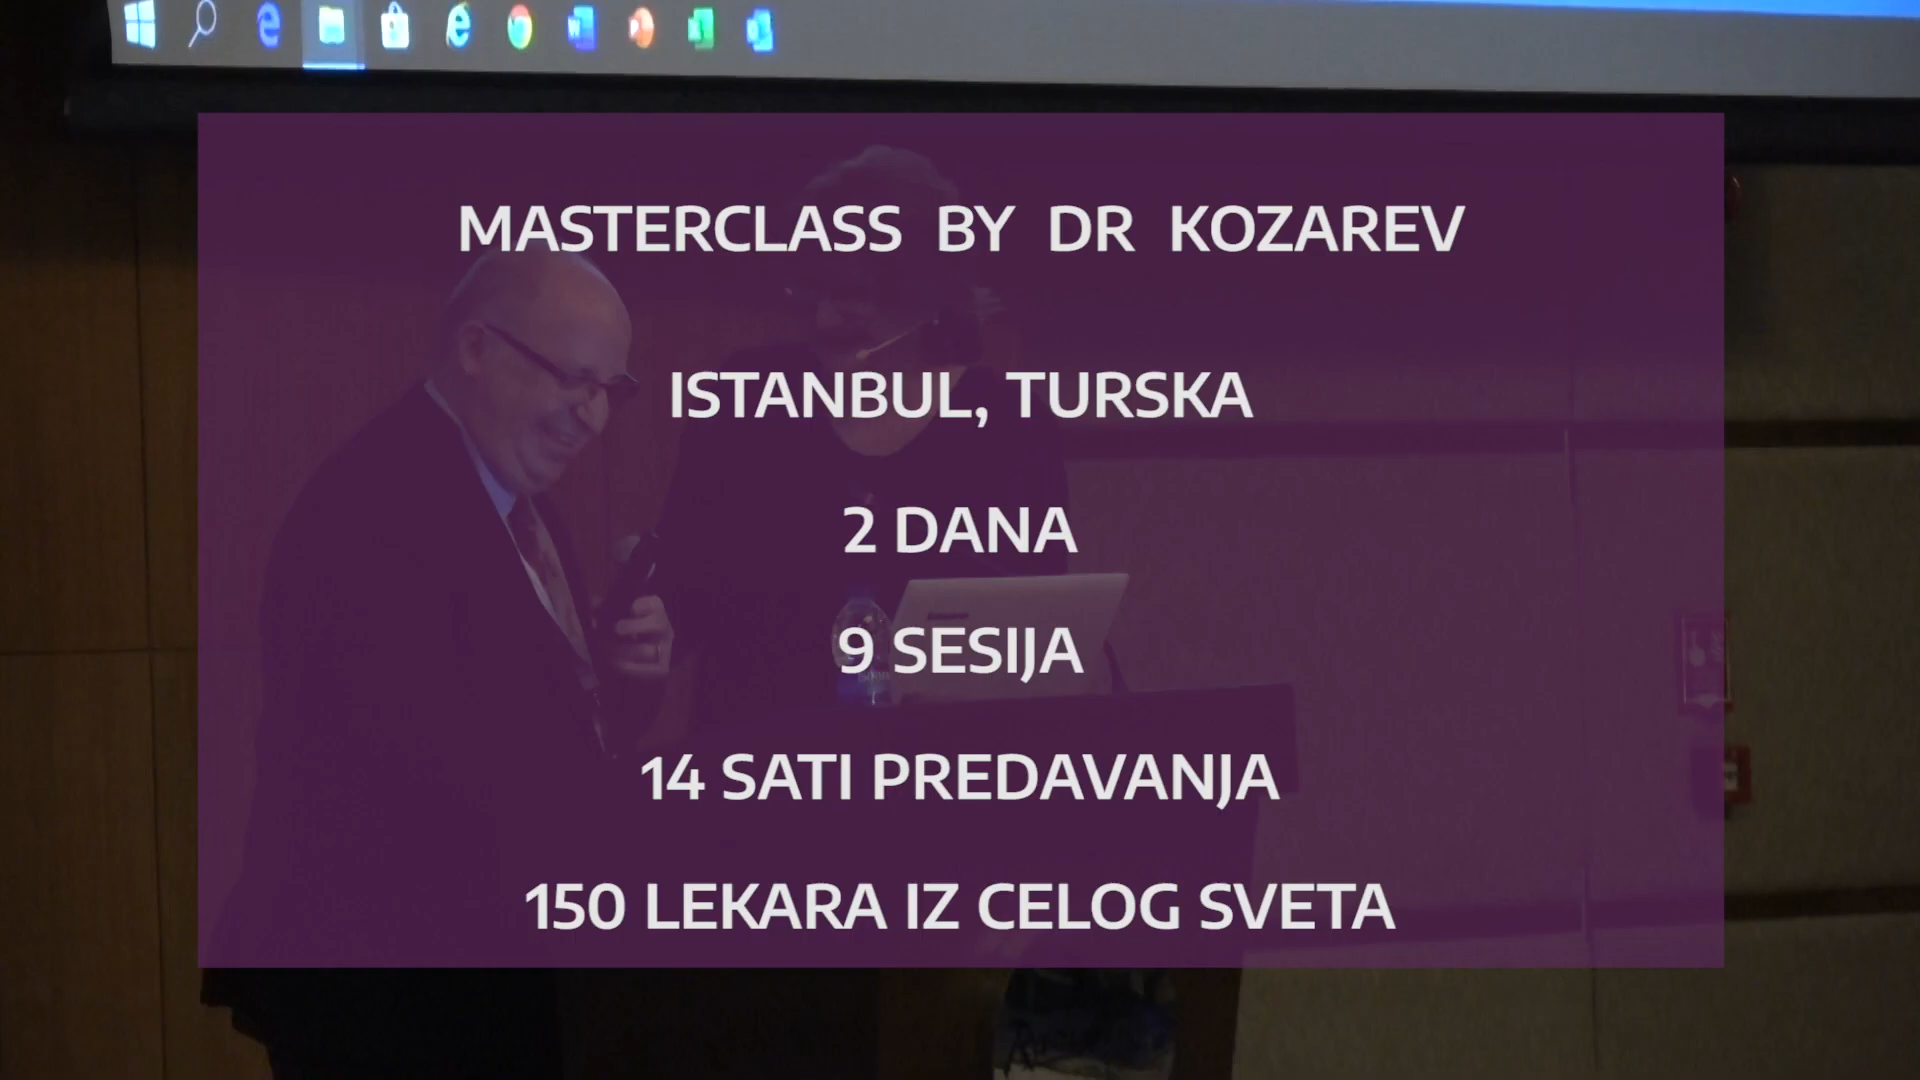 MASTERCLASS BY DR KOZAREV
ISTANBUL, TURSKA
2 DANA
9 SESIJA
14 SATI PREDAVANJA
150 LEKARA IZ CELOG SVETA